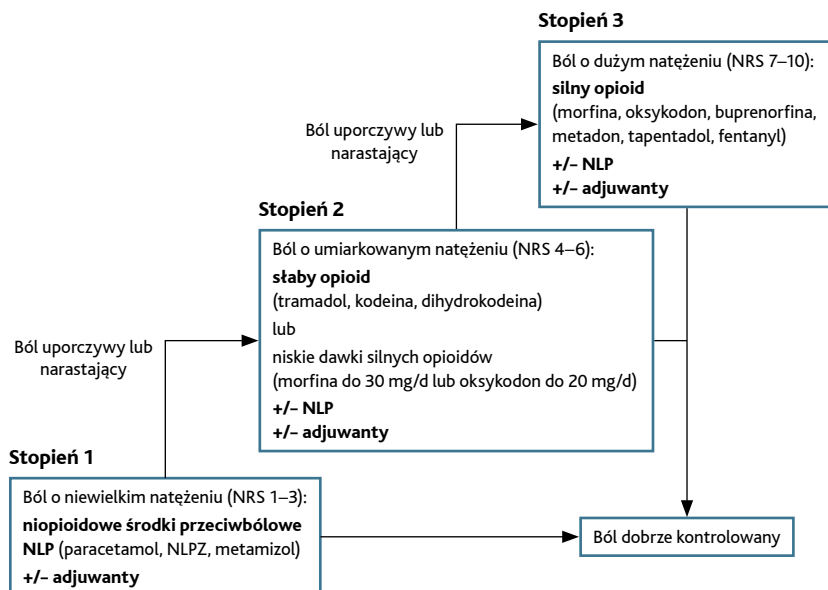 Stopień 3
Ból o dużym natężeniu (NRS 7–10):
silny opioid
(morfina, oksykodon, buprenorfina,
metadon, tapentadol, fentanyl)
+/– NLP
+/– adjuwanty
Ból uporczywy lub
narastający
Stopień 2
Ból o umiarkowanym natężeniu (NRS 4–6):
słaby opioid
(tramadol, kodeina, dihydrokodeina)
lub
niskie dawki silnych opioidów
(morfina do 30 mg/d lub oksykodon do 20 mg/d)
+/– NLP
+/– adjuwanty
Ból uporczywy lub
narastający
Stopień 1
Ból o niewielkim natężeniu (NRS 1–3):
niopioidowe środki przeciwbólowe
NLP (paracetamol, NLPZ, metamizol)
+/– adjuwanty
Ból dobrze kontrolowany